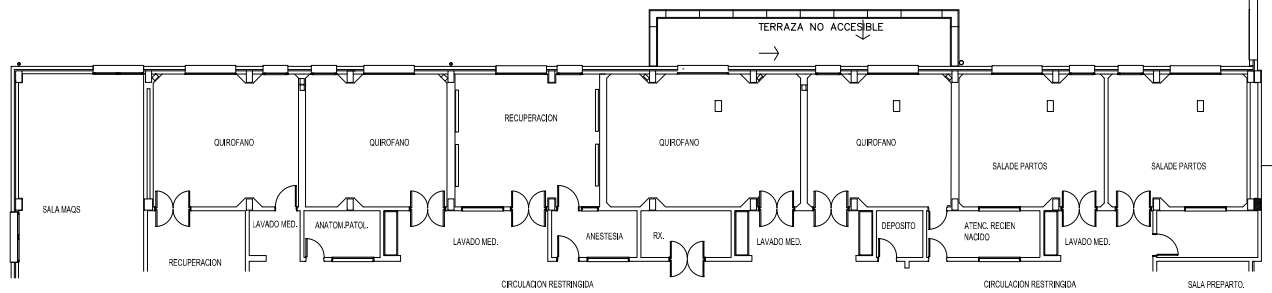 TERRAZA NO ACCESIBLE
RECUPERACION
QUIROFANO
QUIROFANO
QUIROFANO
QUIROFANO
SALADE PARTOS
SALADE PARTOS
SALA MAQS
LAVADO MED.
ANATOM.PATOL.
LAVADO MED.
ANESTESIA
RX.
LAVADO MED.
DEPOSITO
ATENC. RECIEN
NACIDO
LAVADO MED.
RECUPERACION
CIRCULACION RESTRINGIDA
CIRCULACION RESTRINGIDA
SALA PREPARTO.